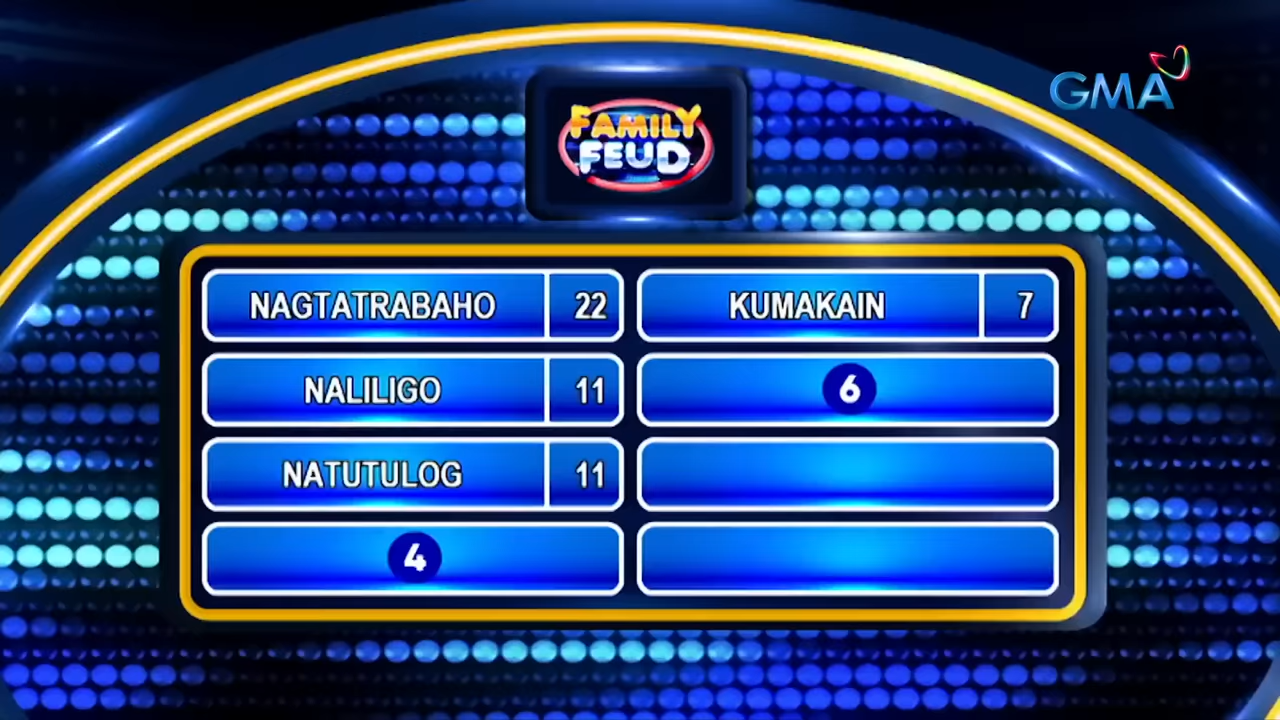 GMA
FAMILY
FEUD
NAGTATRABAHO 22
NALILIGO 11
NATUTULOG 11
4
KUMAKAIN 7
6